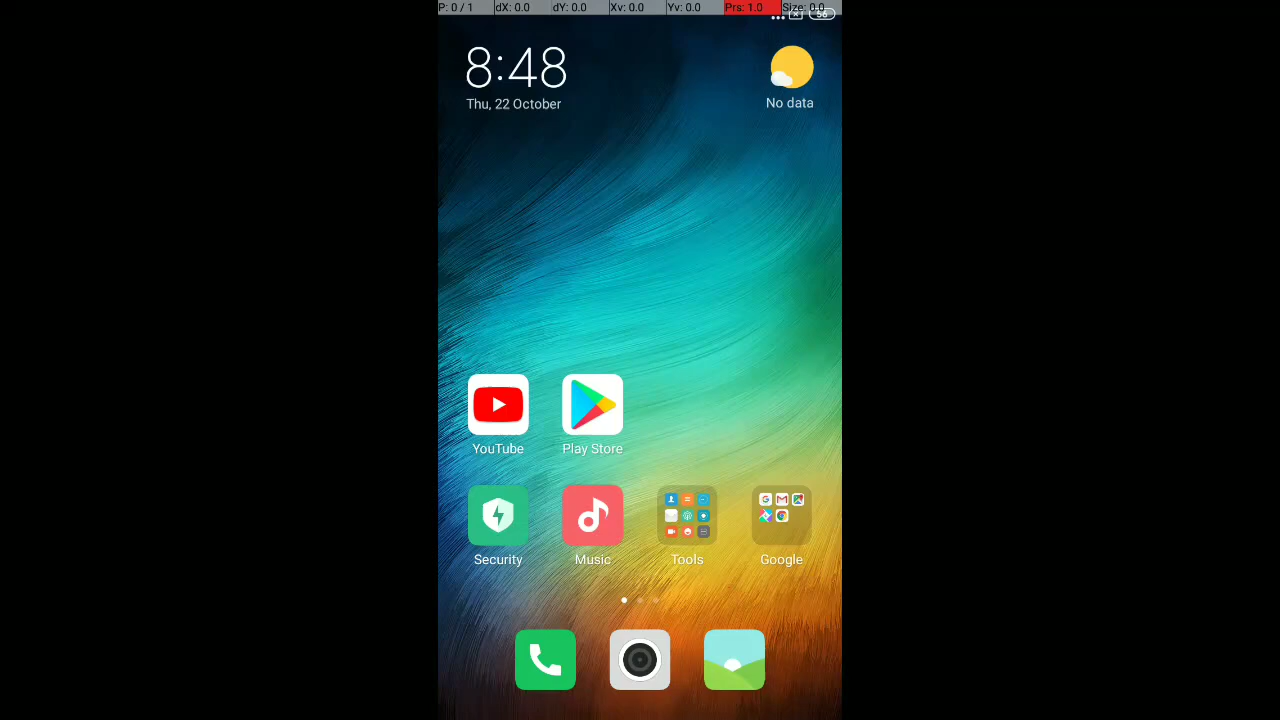 P: 0 / 1 dX: 0.0 dY: 0.0 Xv: 0.0 Yv: 0.0 Prs: 1.0 Size: 0.0
56
8:48
Thu, 22 October
No data
YouTube Play Store
Security Music Tools Google